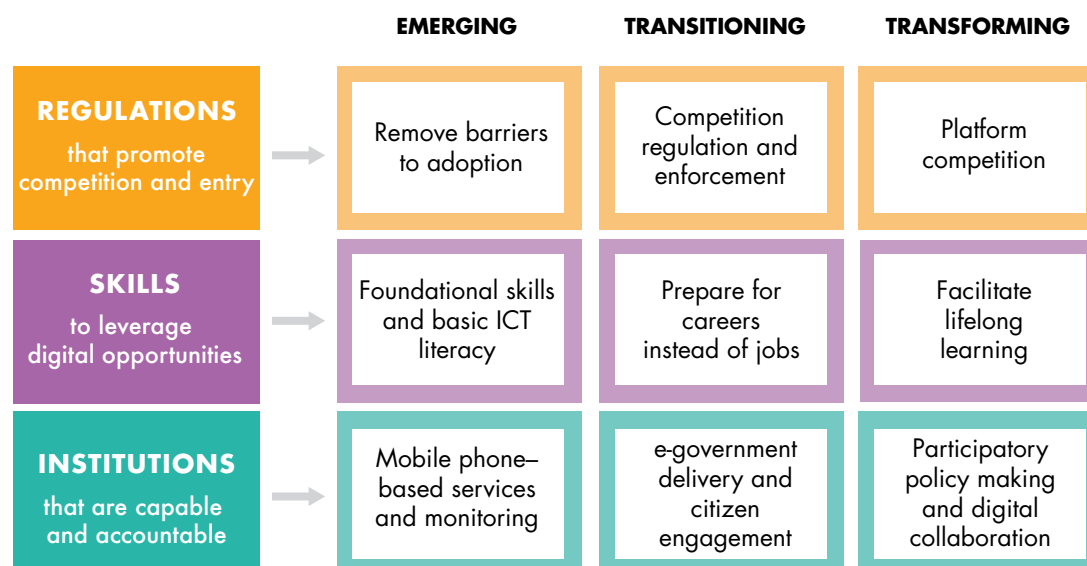 EMERGING
TRANSITIONING
TRANSFORMING
REGULATIONS
that promote
competition and entry
Remove barriers
to adoption
Competition
regulation and
enforcement
Platform
competition
SKILLS
to leverage
digital opportunities
Foundational skills
and basic ICT
literacy
Prepare for
careers
instead of jobs
Facilitate
lifelong
learning
INSTITUTIONS
that are capable
and accountable
Mobile phone–
based services
and monitoring
e-government
delivery and
citizen
engagement
Participatory
policy making
and digital
collaboration